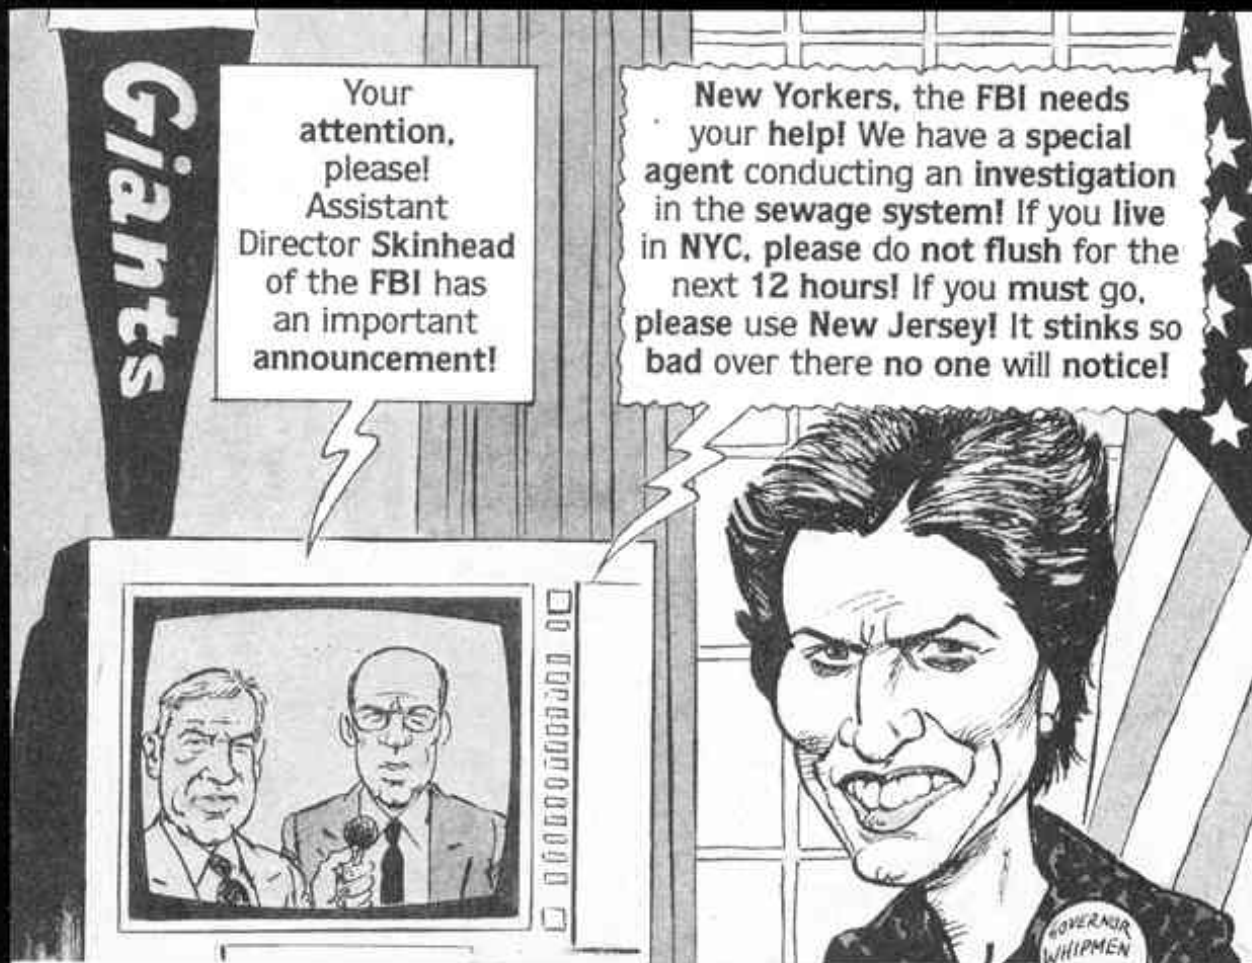 Giants
Your
attention,
please!
Assistant
Director Skinhead
of the FBI has
an important
announcement!
New Yorkers, the FBI needs
your help! We have a special
agent conducting an investigation
in the sewage system! If you live
in NYC, please do not flush for the
next 12 hours! If you must go,
please use New Jersey! It stinks so
bad over there no one will notice!
GOVERNOR
WHIPMEN